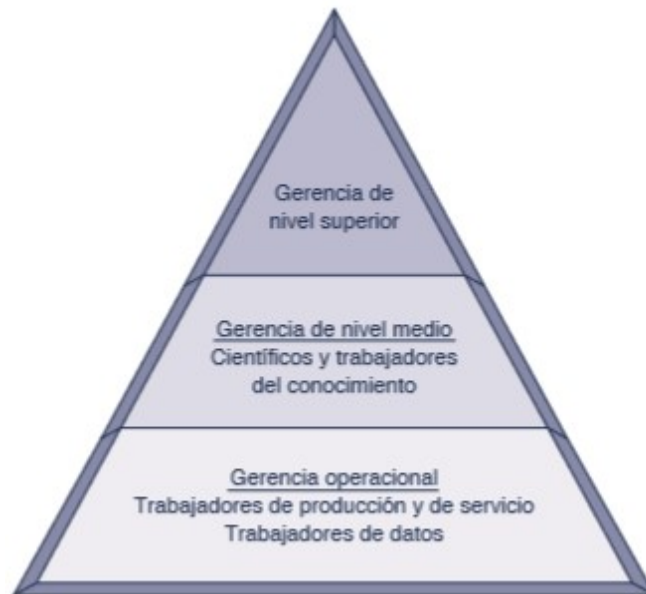 Gerencia de
nivel superior
Gerencia de nivel medio
Científicos y trabajadores
del conocimiento
Gerencia operacional
Trabajadores de producción y de servicio
Trabajadores de datos